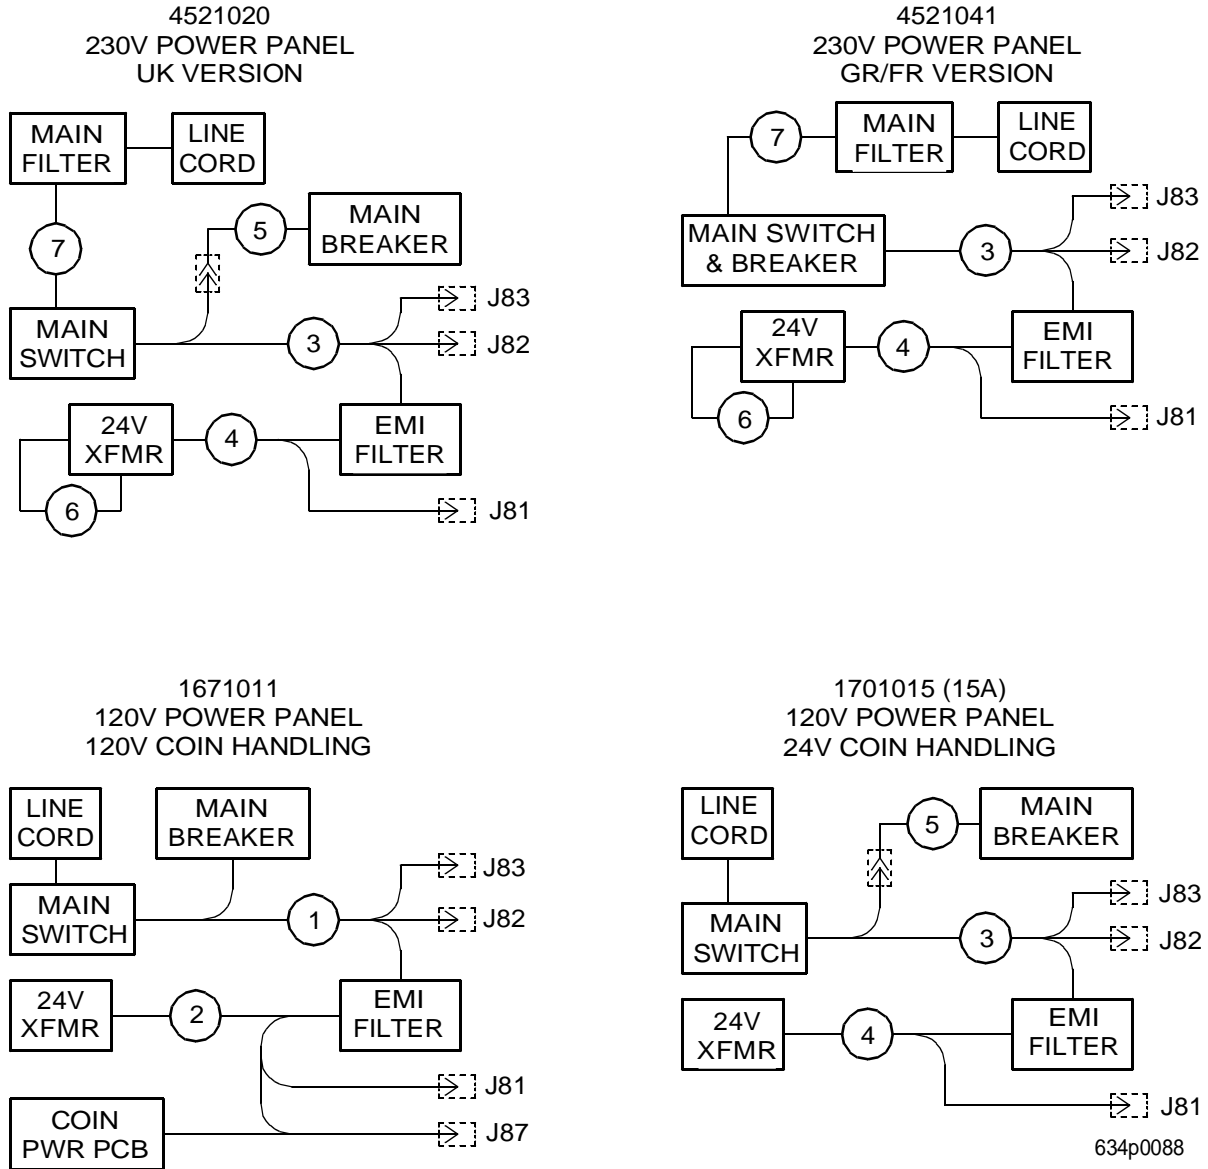 4521020
230V POWER PANEL
UK VERSION
MAIN
FILTER
LINE
CORD
5
MAIN
BREAKER
7
J83
MAIN
SWITCH
3
J82
24V
XFMR
4
EMI
FILTER
6
J81
4521041
230V POWER PANEL
GR/FR VERSION
7
MAIN
FILTER
LINE
CORD
J83
MAIN SWITCH
& BREAKER
3
J82
24V
XFMR
4
EMI
FILTER
6
J81
1671011
120V POWER PANEL
120V COIN HANDLING
LINE
CORD
MAIN
BREAKER
J83
MAIN
SWITCH
1
J82
24V
XFMR
2
EMI
FILTER
J81
COIN
PWR PCB
J87
1701015 (15A)
120V POWER PANEL
24V COIN HANDLING
LINE
CORD
5
MAIN
BREAKER
J83
MAIN
SWITCH
3
J82
24V
XFMR
4
EMI
FILTER
J81
634p0088